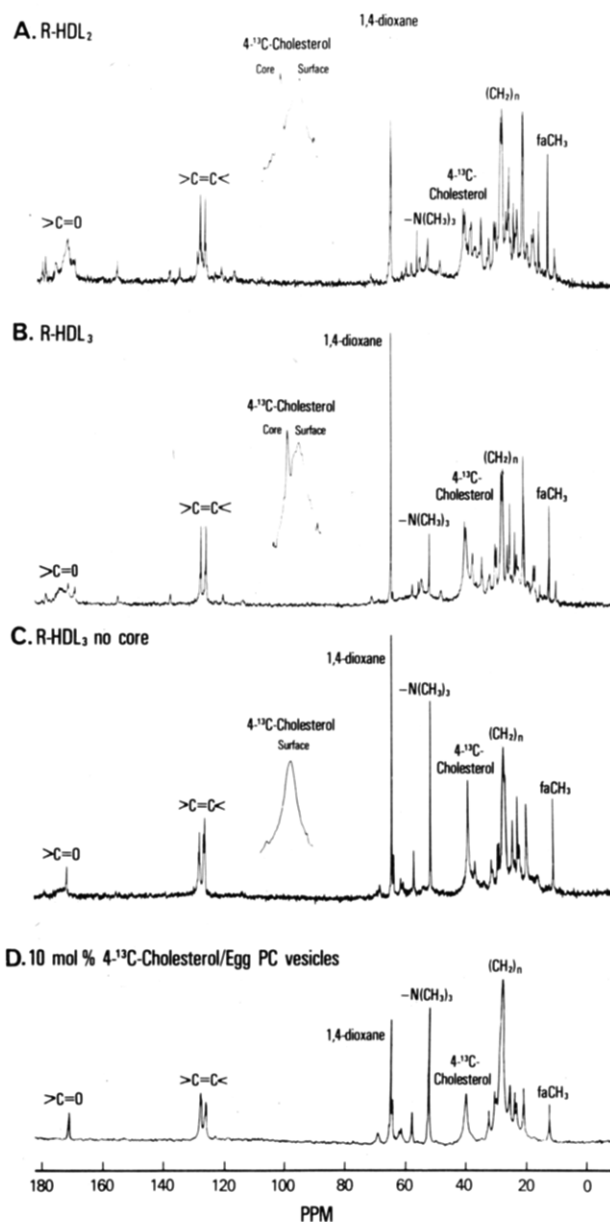 A. R-HDL₂
1,4-dioxane
4-¹³C-Cholesterol
Core Surface
(CH₂)ₙ
faCH₃
4-¹³C-
Cholesterol
>C=C<
–N(CH₃)₃
>C=O
B. R-HDL₃
1,4-dioxane
4-¹³C-Cholesterol
Core Surface
(CH₂)ₙ
4-¹³C-
Cholesterol
faCH₃
>C=C<
–N(CH₃)₃
>C=O
C. R-HDL₃ no core
1,4-dioxane
–N(CH₃)₃
4-¹³C-Cholesterol
Surface
4-¹³C-
Cholesterol
(CH₂)ₙ
>C=C<
faCH₃
>C=O
D. 10 mol % 4-¹³C-Cholesterol/Egg PC vesicles
(CH₂)ₙ
–N(CH₃)₃
1,4-dioxane
4-¹³C-
Cholesterol
>C=C<
>C=O
faCH₃
180 160 140 120 100 80 60 40 20 0
PPM